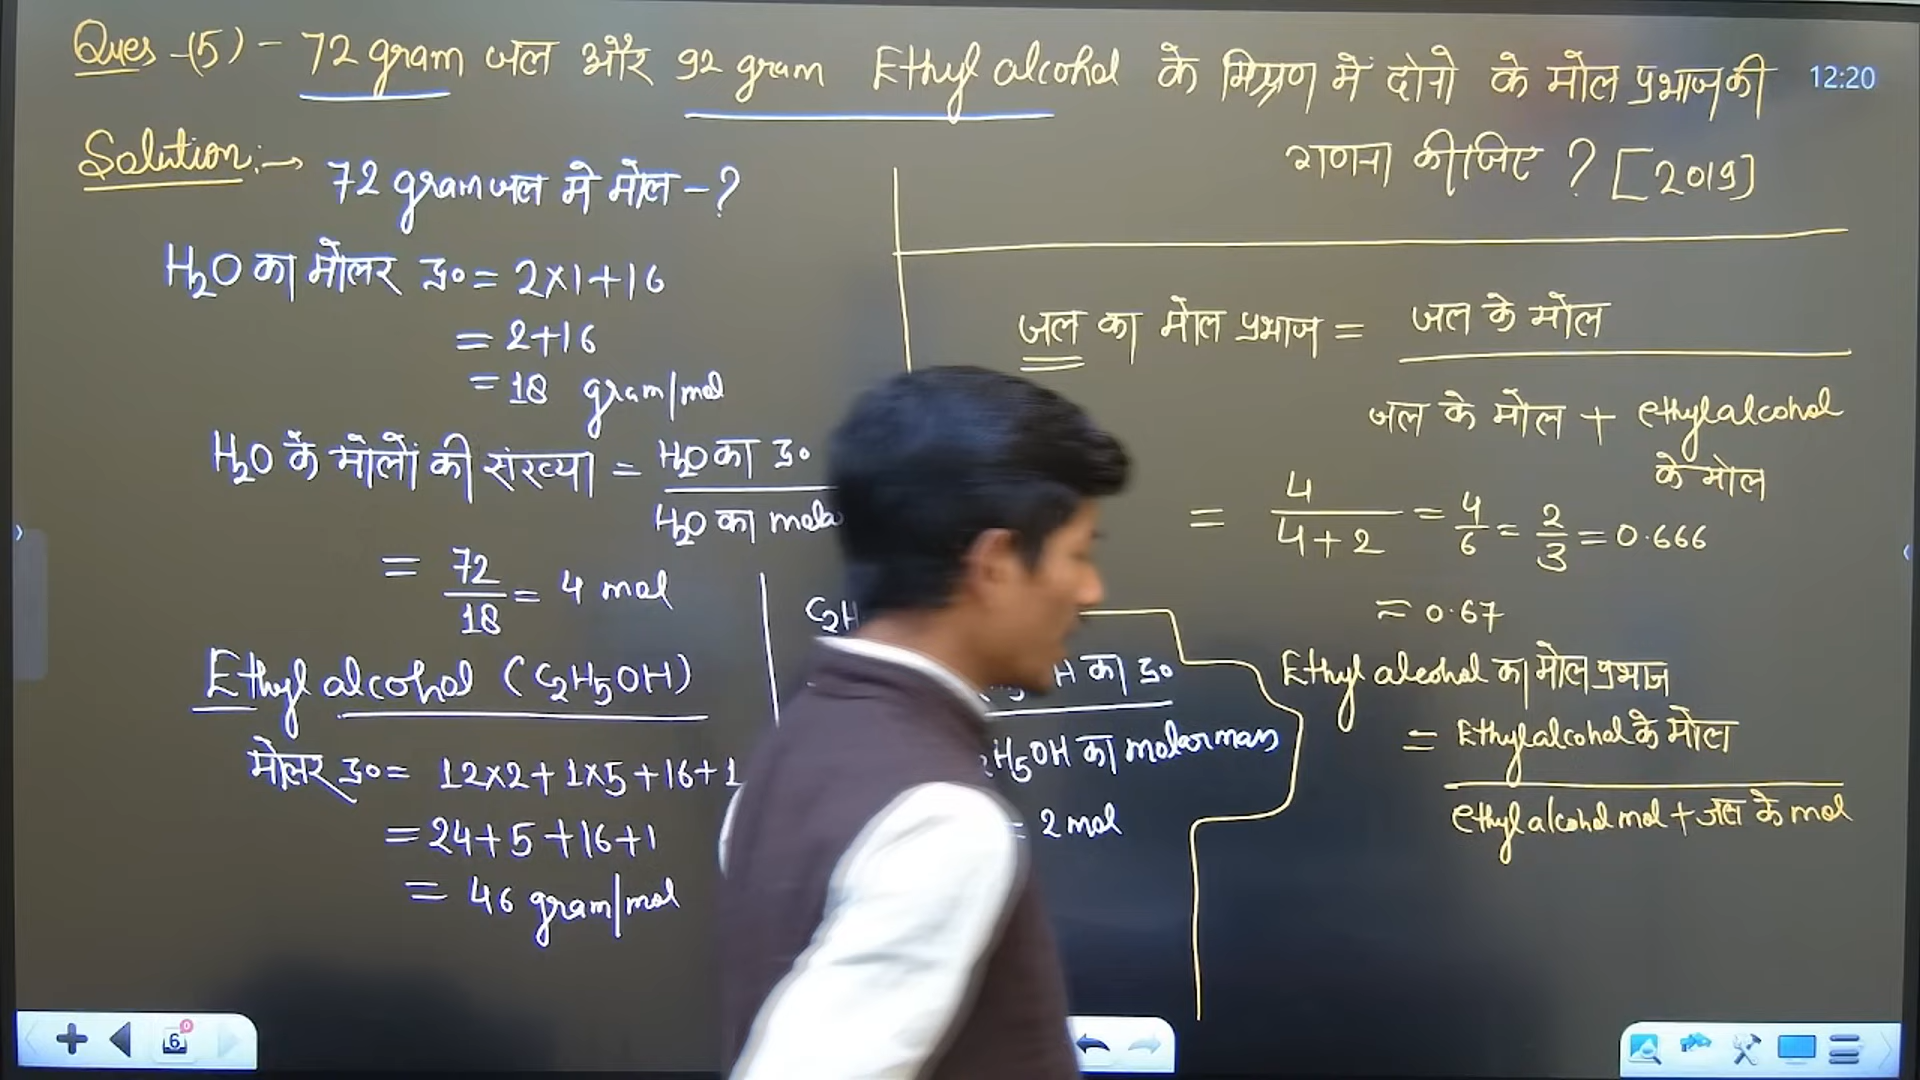 Ques-(5)- 72 gram जल और 92 gram Ethyl alcohol के मिश्रण में दोनो के मोल प्रभाज की
गणना कीजिए ? [2019]
12:20
Solution:→ 72 gram जल मे मोल-?
H₂O का मोलर द्र० = 2×1+16
= 2+16
= 18 gram/mol
H₂O के मोलों की संख्या = H₂O का द्र०
H₂O का
= 72/18 = 4 mol
Ethyl alcohol (C₂H₅OH)
मोलर द्र० = 12×2+1×5+16+1
= 24+5+16+1
= 46 gram/mol
C₂H
H का द्र०
H₅OH का molar mass
= 2 mol
जल का मोल प्रभाज = जल के मोल
जल के मोल + ethyl alcohol
के मोल
= 4/4+2 = 4/6 = 2/3 = 0.666
≈ 0.67
Ethyl alcohol का मोल प्रभाज
= Ethyl alcohol के मोल
ethyl alcohol mol + जल के mol
6
0